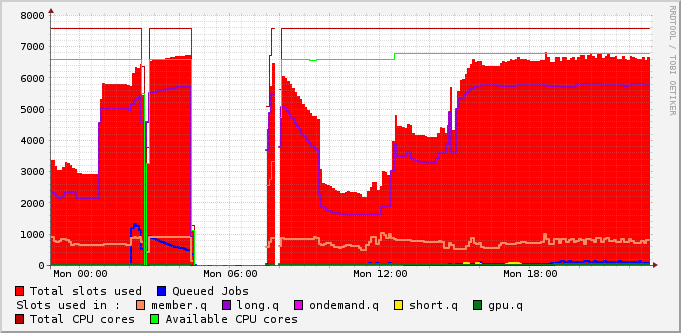 8000
7000
6000
5000
4000
3000
2000
1000
0
Mon 00:00 Mon 06:00 Mon 12:00 Mon 18:00
Total slots used Queued Jobs
Slots used in : member.q long.q ondemand.q short.q gpu.q
Total CPU cores Available CPU cores
RRDTOOL / TOBI OETIKER